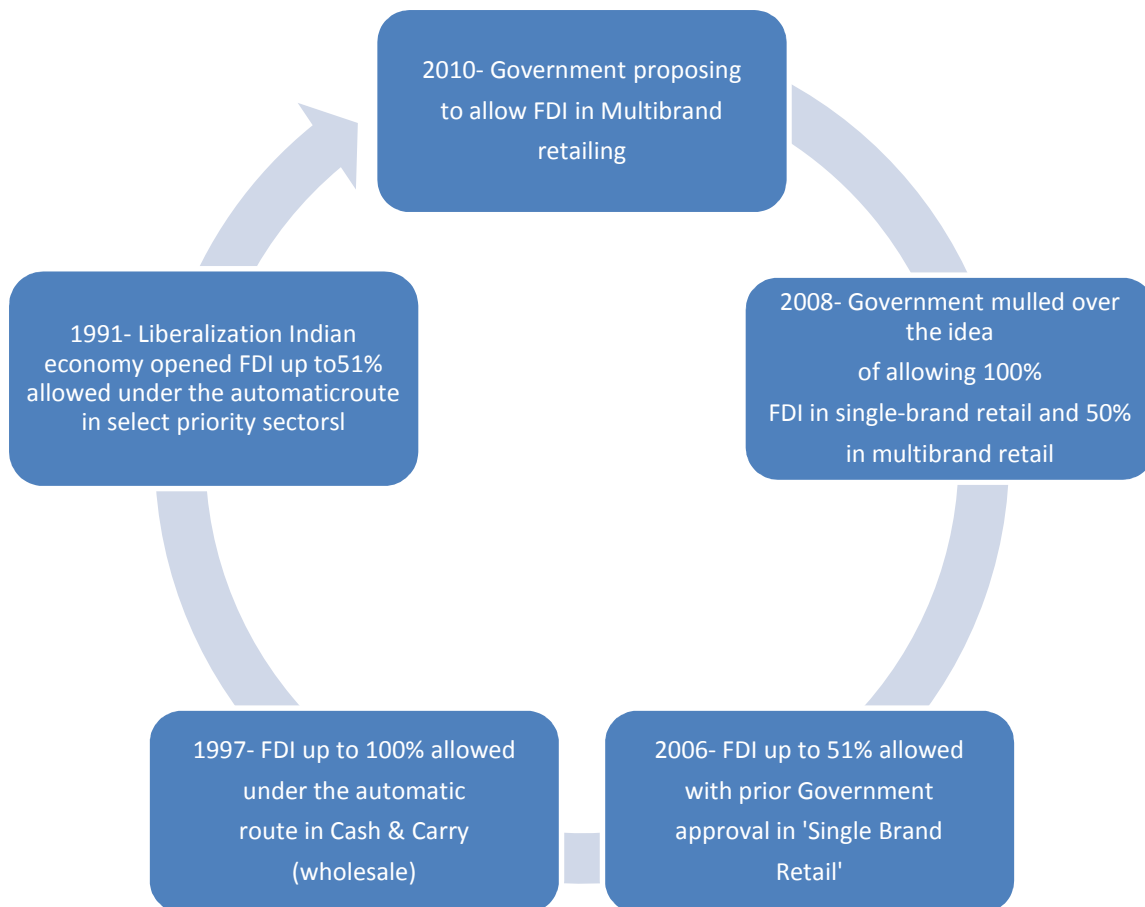 2010- Government proposing
to allow FDI in Multibrand
retailing
2008- Government mulled over
the idea
of allowing 100%
FDI in single-brand retail and 50%
in multibrand retail
2006- FDI up to 51% allowed
with prior Government
approval in 'Single Brand
Retail'
1997- FDI up to 100% allowed
under the automatic
route in Cash & Carry
(wholesale)
1991- Liberalization Indian
economy opened FDI up to51%
allowed under the automaticroute
in select priority sectorsl